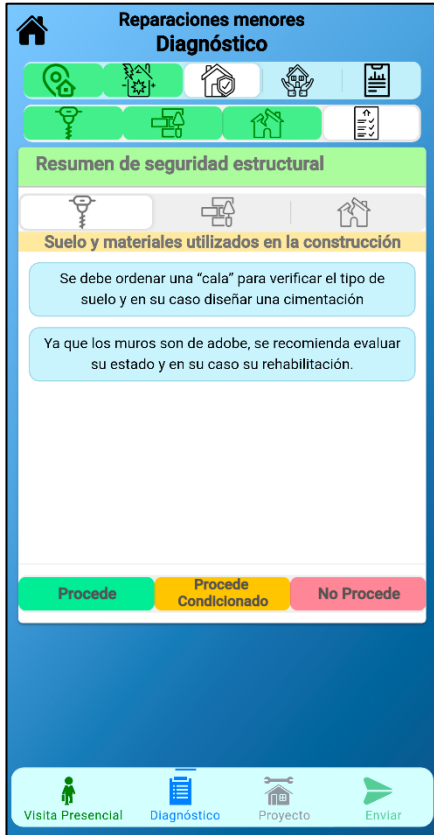 Reparaciones menores
Diagnóstico
Resumen de seguridad estructural
Suelo y materiales utilizados en la construcción
Se debe ordenar una “cala” para verificar el tipo de
suelo y en su caso diseñar una cimentación
Ya que los muros son de adobe, se recomienda evaluar
su estado y en su caso su rehabilitación.
Procede
Procede
Condicionado
No Procede
Visita Presencial
Diagnóstico
Proyecto
Enviar